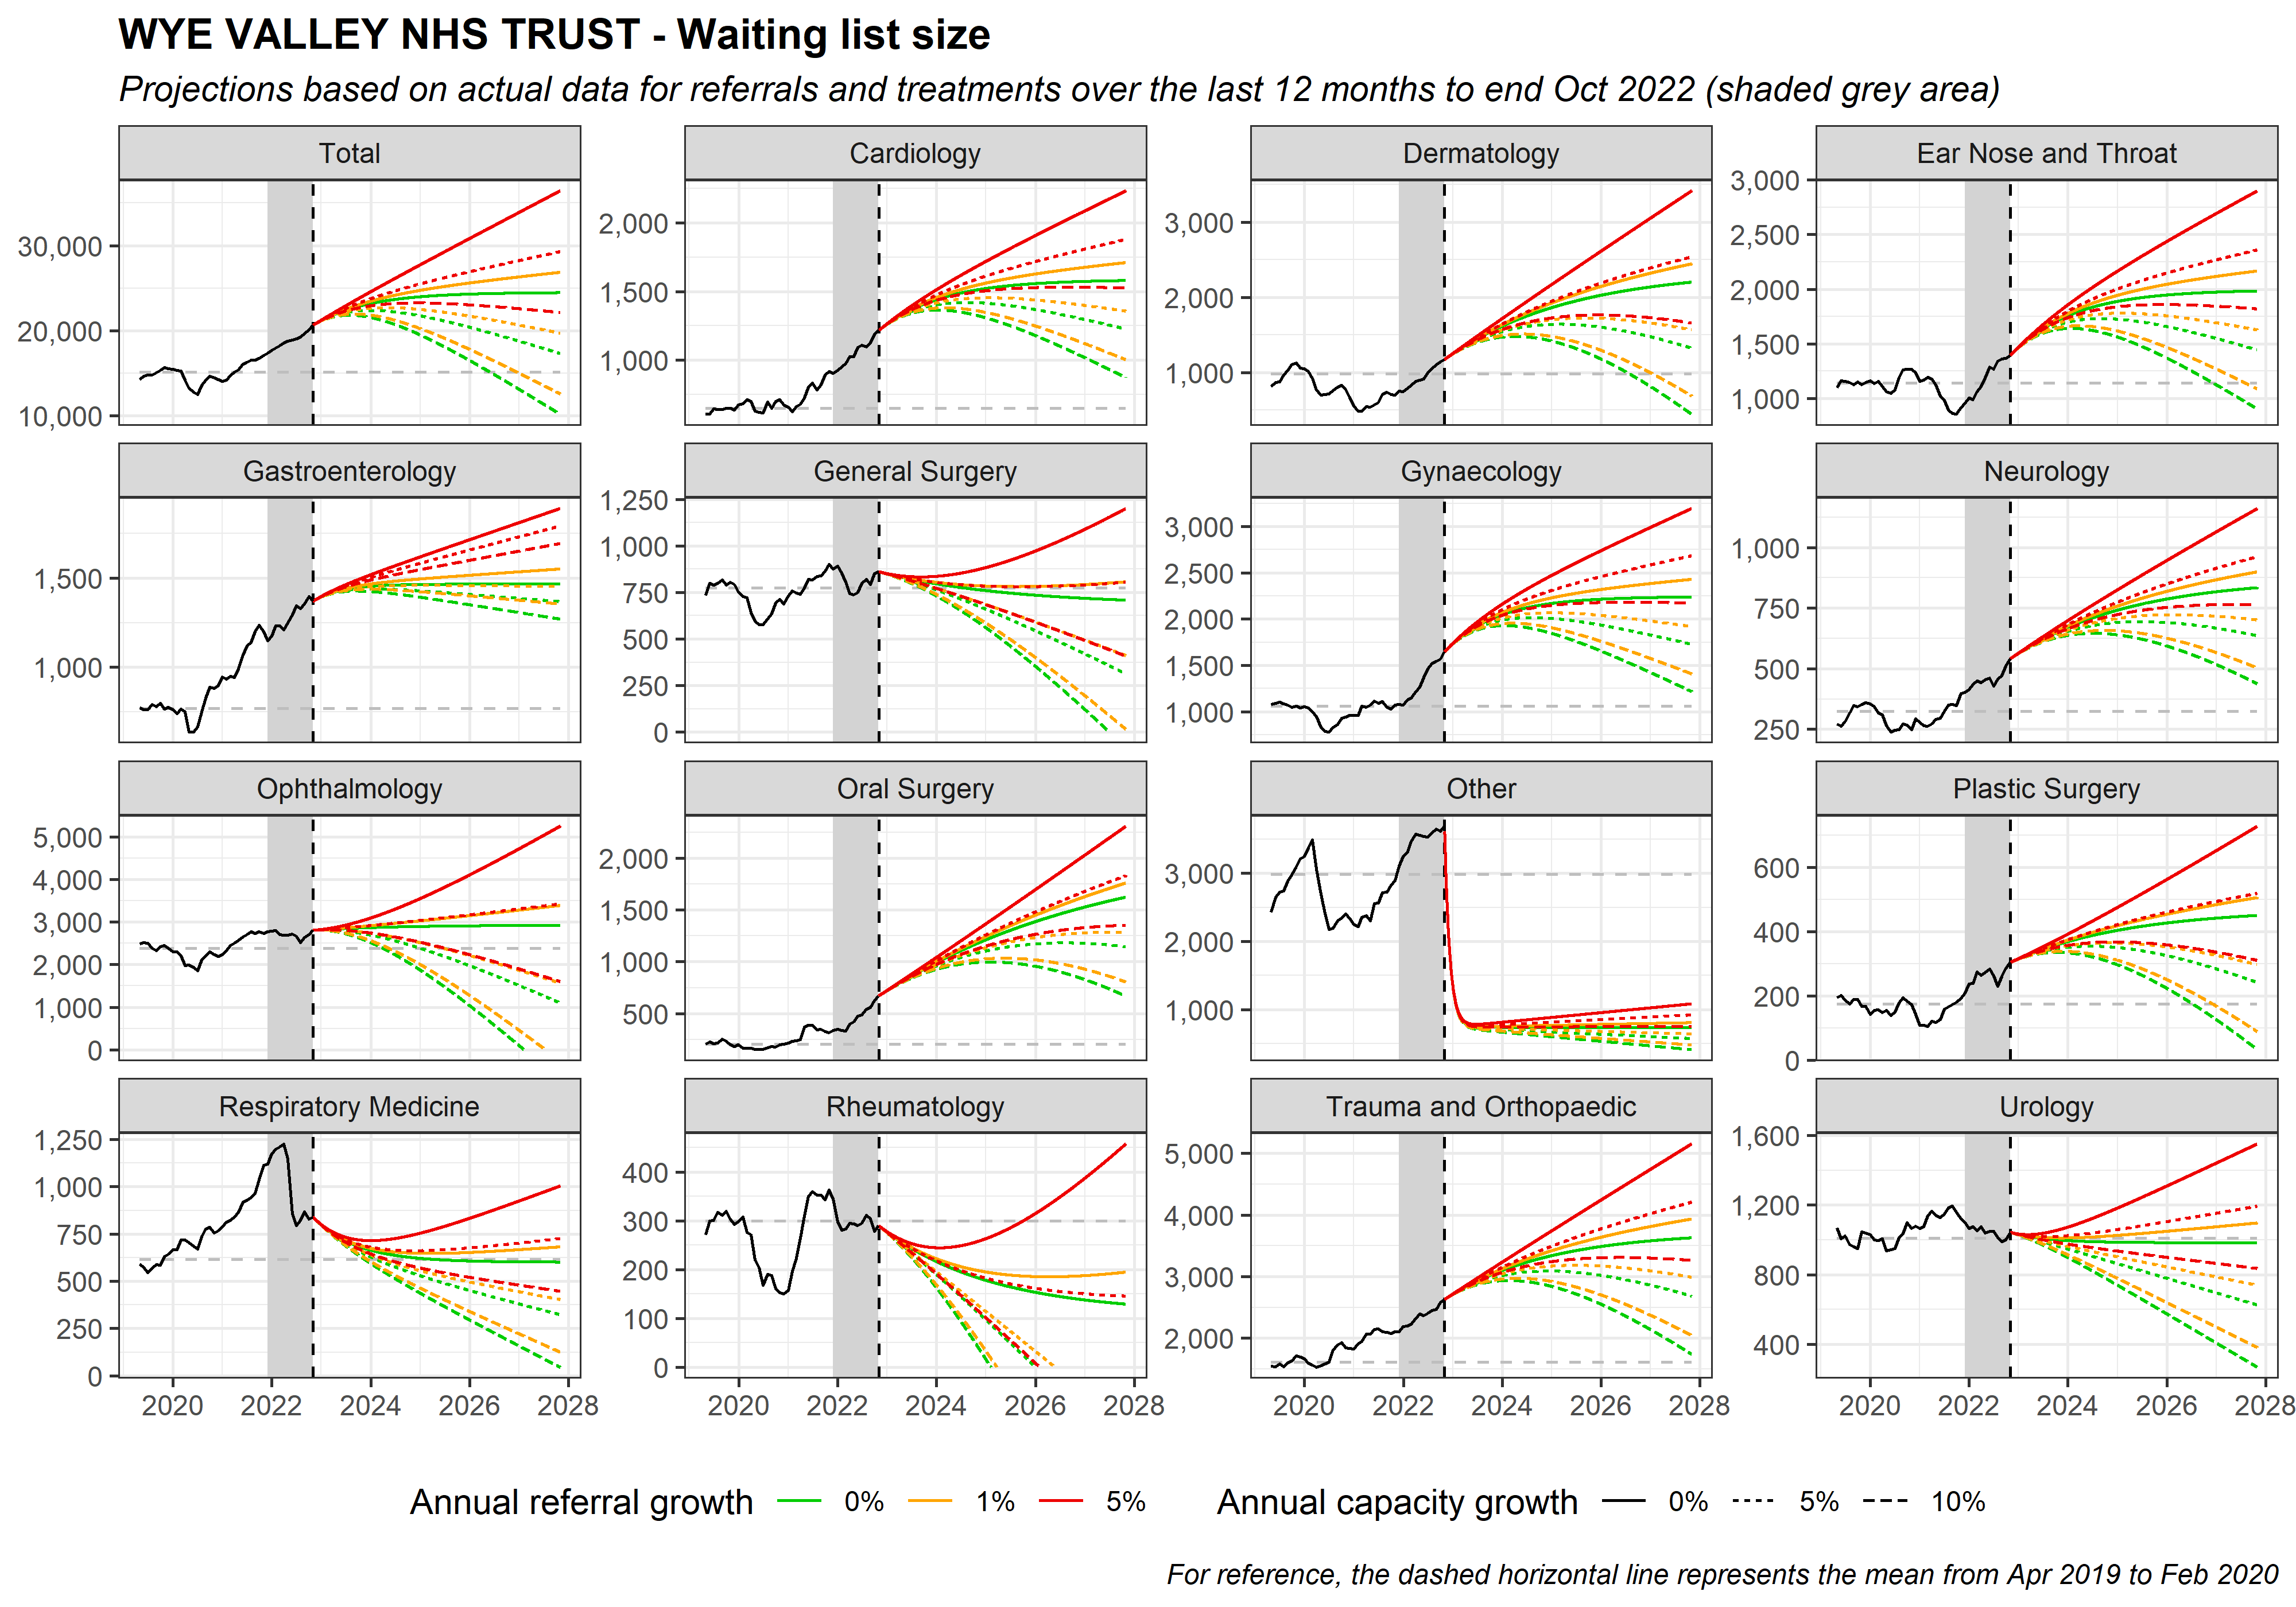 WYE VALLEY NHS TRUST - Waiting list size
Projections based on actual data for referrals and treatments over the last 12 months to end Oct 2022 (shaded grey area)
Total
Cardiology
Dermatology
Ear Nose and Throat
30,000
20,000
10,000
2,000
1,500
1,000
3,000
2,000
1,000
3,000
2,500
2,000
1,500
1,000
Gastroenterology
General Surgery
Gynaecology
Neurology
1,500
1,000
1,250
1,000
750
500
250
0
3,000
2,500
2,000
1,500
1,000
1,000
750
500
250
Ophthalmology
Oral Surgery
Other
Plastic Surgery
5,000
4,000
3,000
2,000
1,000
0
2,000
1,500
1,000
500
3,000
2,000
1,000
600
400
200
0
Respiratory Medicine
Rheumatology
Trauma and Orthopaedic
Urology
1,250
1,000
750
500
250
0
400
300
200
100
0
5,000
4,000
3,000
2,000
1,600
1,200
800
400
2020 2022 2024 2026 2028
2020 2022 2024 2026 2028
2020 2022 2024 2026 2028
2020 2022 2024 2026 2028
Annual referral growth 0% 1% 5% Annual capacity growth 0% 5% 10%
For reference, the dashed horizontal line represents the mean from Apr 2019 to Feb 2020